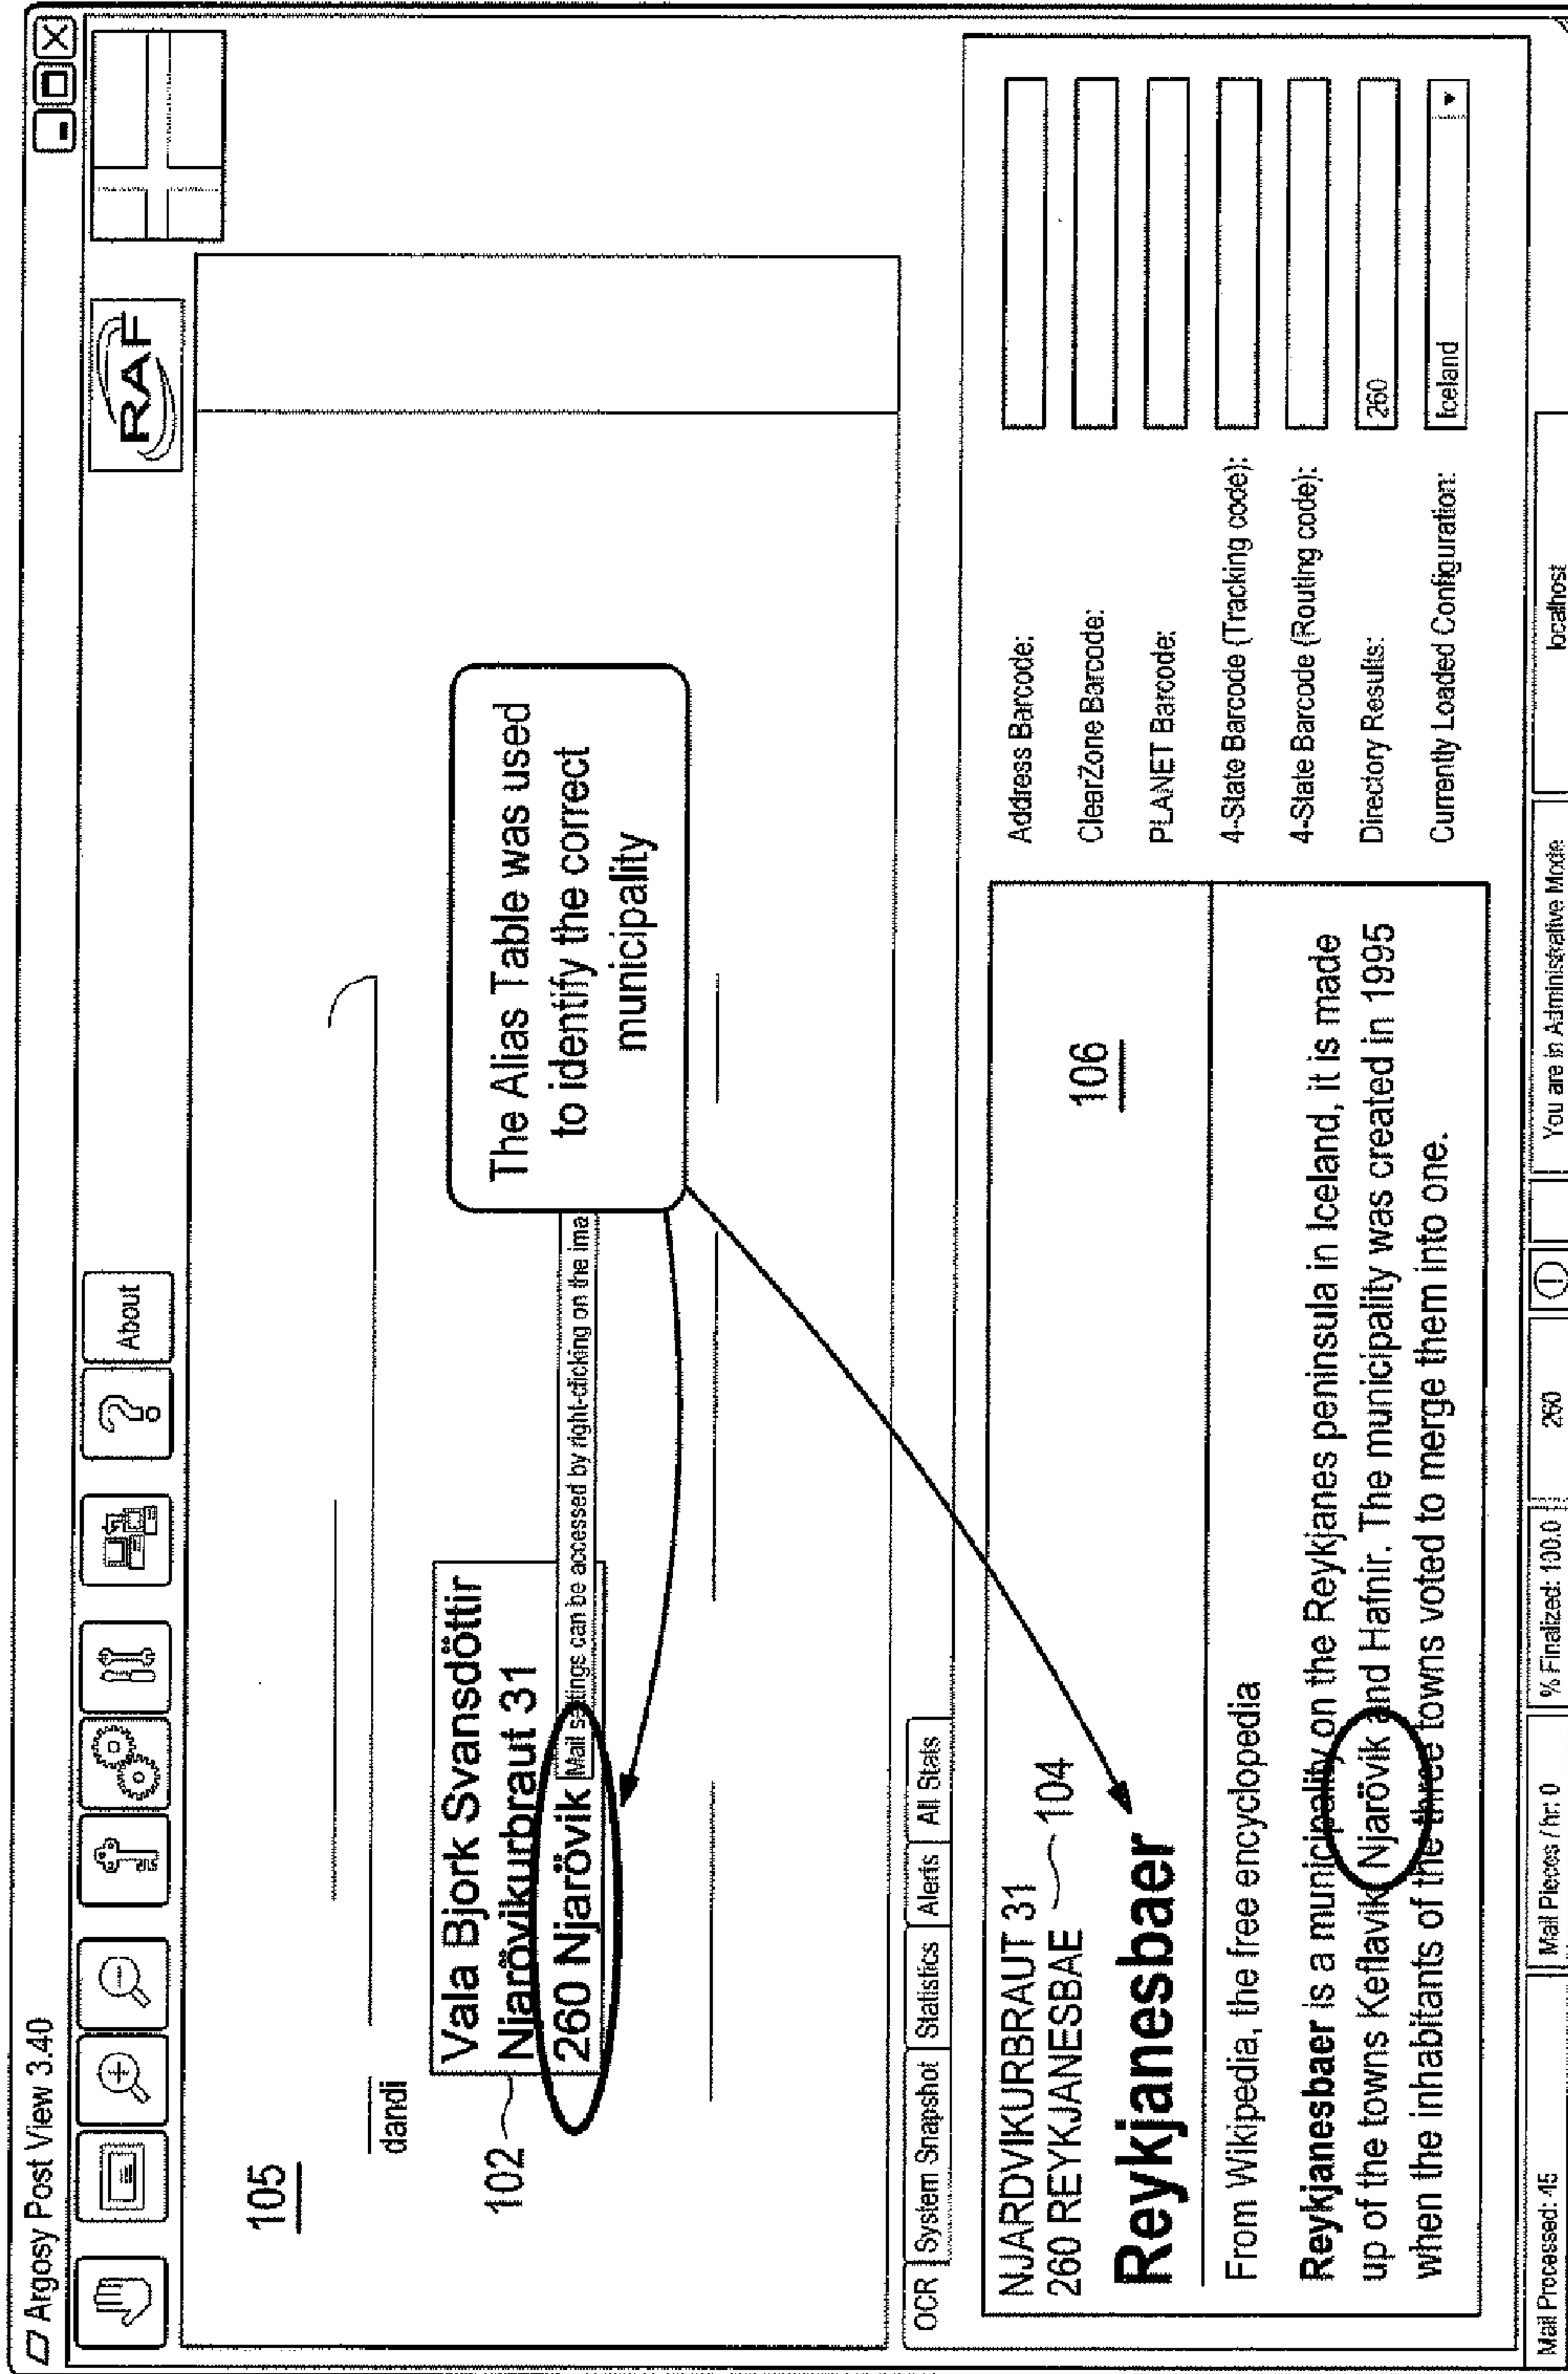 Argosy Post View 3.40
About
RAF
105
dandi
102
Vala Bjork Svansdöttir
Njarövikurbraut 31
260 Njarövik
Mail settings can be accessed by right-clicking on the ima
The Alias Table was used
to identify the correct
municipality
OCR
System Snapshot
Statistics
Alerts
All Stats
NJARDVIKURBRAUT 31
260 REYKJANESBAE
104
106
Reykjanesbaer
From Wikipedia, the free encyclopedia
Reykjanesbaer is a municipality on the Reykjanes peninsula in Iceland, it is made
up of the towns Keflavik, Njarövik and Hafnir. The municipality was created in 1995
when the inhabitants of the three towns voted to merge them into one.
Address Barcode:
ClearZone Barcode:
PLANET Barcode:
4-State Barcode (Tracking code):
4-State Barcode (Routing code):
Directory Results: 260
Currently Loaded Configuration: Iceland
Mail Processed: 45
Mail Pieces / hr: 0
% Finalized: 100.0
260
You are in Administrative Mode
localhost